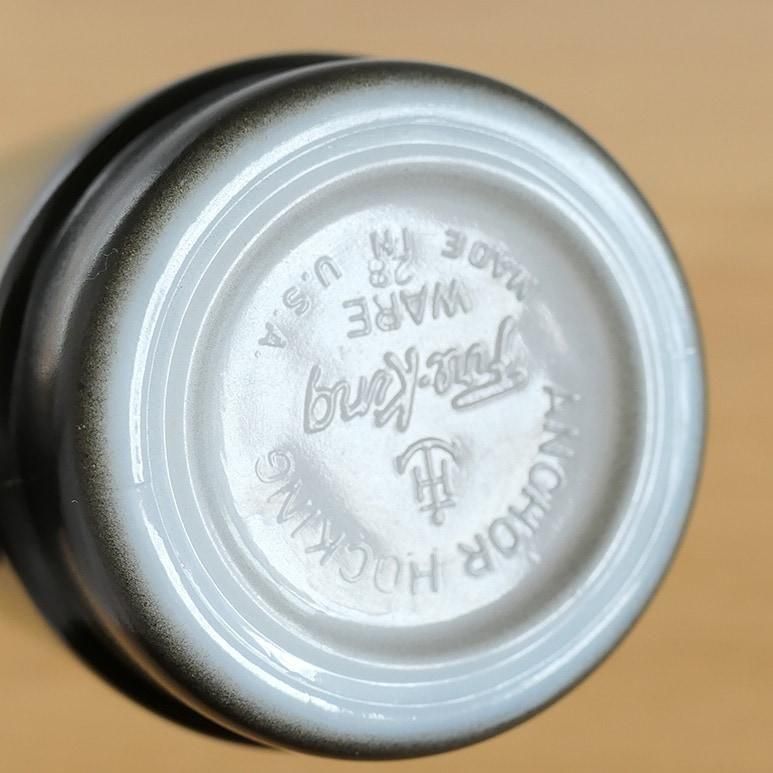 ANCHOR HOCKING
Fire-King
WARE
28
MADE IN U.S.A.